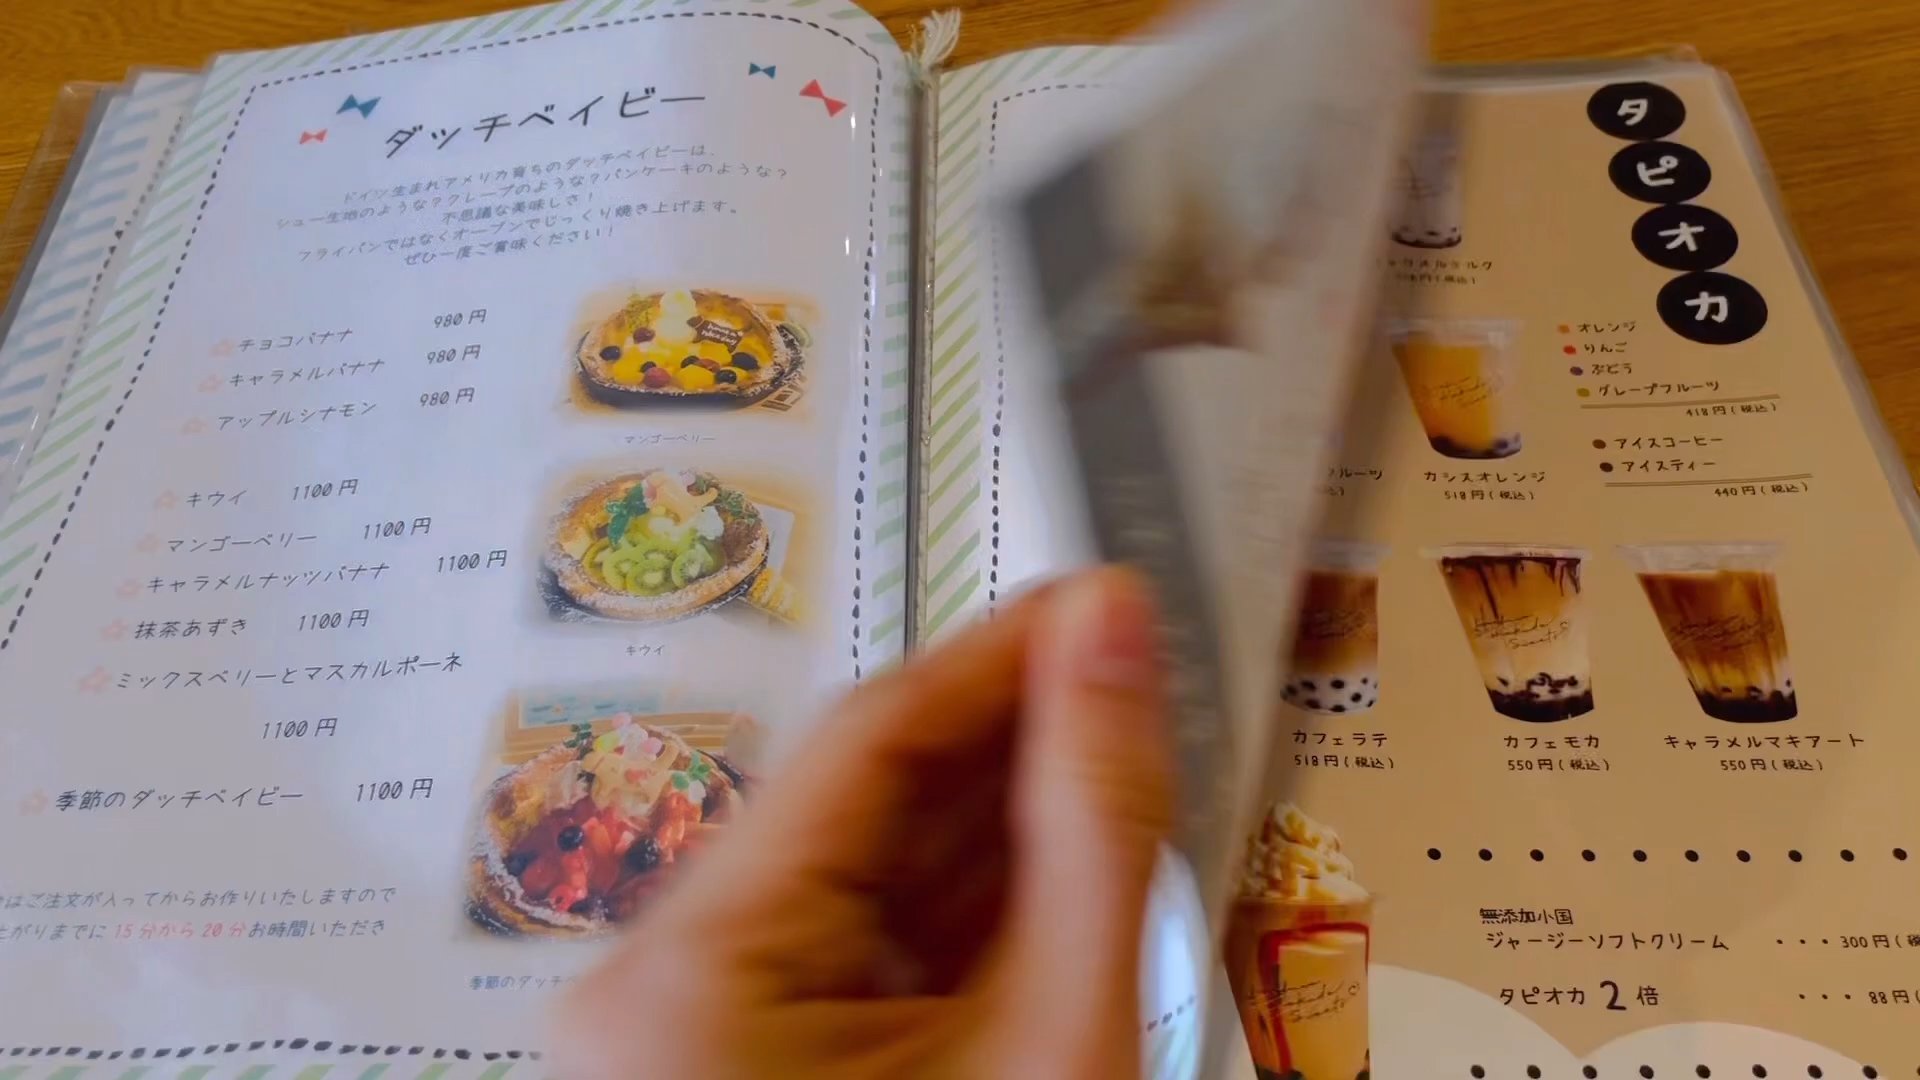 ダッチベイビー
ドイツ生まれアメリカ育ちのダッチベイビーは、
シュー生地のような？クレープのような？パンケーキのような？
不思議な美味しさ！
フライパンではなくオーブンでじっくり焼き上げます。
ぜひ一度ご賞味ください！
チョコバナナ 980円
キャラメルバナナ 980円
アップルシナモン 980円
キウイ 1100円
マンゴーベリー 1100円
キャラメルナッツバナナ 1100円
抹茶あずき 1100円
ミックスベリーとマスカルポーネ
1100円
季節のダッチベイビー 1100円
はご注文が入ってからお作りいたしますので
がりまでに15分から20分お時間いただき
マンゴーベリー
キウイ
季節のダッチベ
タピオカ
オレンジ
りんご
ぶどう
グレープフルーツ
418円(税込)
アイスコーヒー
アイスティー
440円(税込)
ルーツ
カシスオレンジ
518円(税込)
カフェラテ
518円(税込)
カフェモカ
550円(税込)
キャラメルマキアート
550円(税込)
無添加小国
ジャージーソフトクリーム ・・・300円(税
タピオカ2倍 ・・・88円(